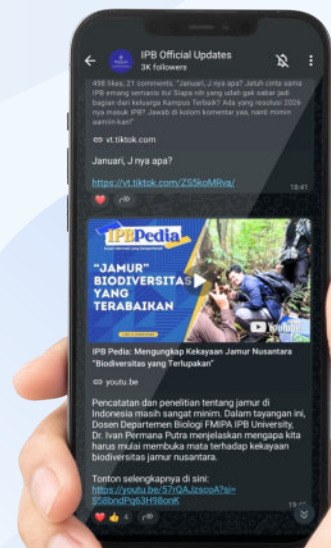 IPB Official Updates
3K followers
498 likes, 21 comments. "Januari, J nya apa? Jatuh cinta sama
IPB emang semanis itu! Siapa nih yang udah gak sabar jadi
bagian dari keluarga Kampus Terbaik? Ada yang resolusi 2026
nya masuk IPB? Jawab di kolom komentar yaa, nanti mimin
aamiin-kan!"
vt.tiktok.com
Januari, J nya apa?
https://vt.tiktok.com/ZS5koMRva/
18:41
IPBPedia
"JAMUR"
BIODIVERSITAS
YANG
TERABAIKAN
YouTube
IPB Pedia: Mengungkap Kekayaan Jamur Nusantara
"Biodiversitas yang Terlupakan"
youtu.be
Pencatatan dan penelitian tentang jamur di
Indonesia masih sangat minim. Dalam tayangan ini,
Dosen Departemen Biologi FMIPA IPB University,
Dr. Ivan Permana Putra menjelaskan mengapa kita
harus mulai membuka mata terhadap kekayaan
biodiversitas jamur nusantara.
Tonton selengkapnya di sini:
https://youtu.be/57rQAJzscoA?si=
S58bndPg63H98onK
4